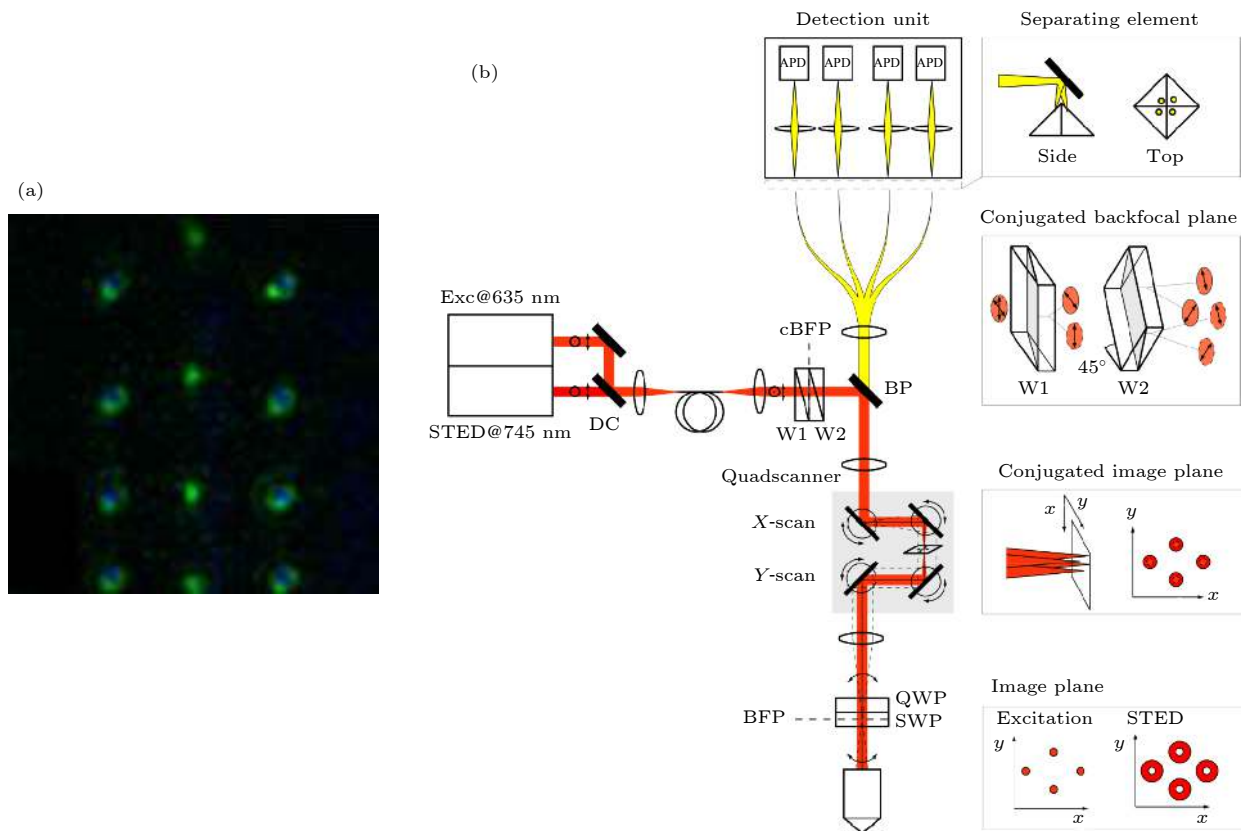 (a)
(b)
Detection unit
APD APD APD APD
Separating element
Side Top
Conjugated backfocal plane
45°
W1 W2
Exc@635 nm
STED@745 nm
DC
cBFP
W1 W2
BP
Quadscanner
X-scan
Y-scan
Conjugated image plane
x y
y
x
BFP
QWP
SWP
Image plane
Excitation STED
y y
x x